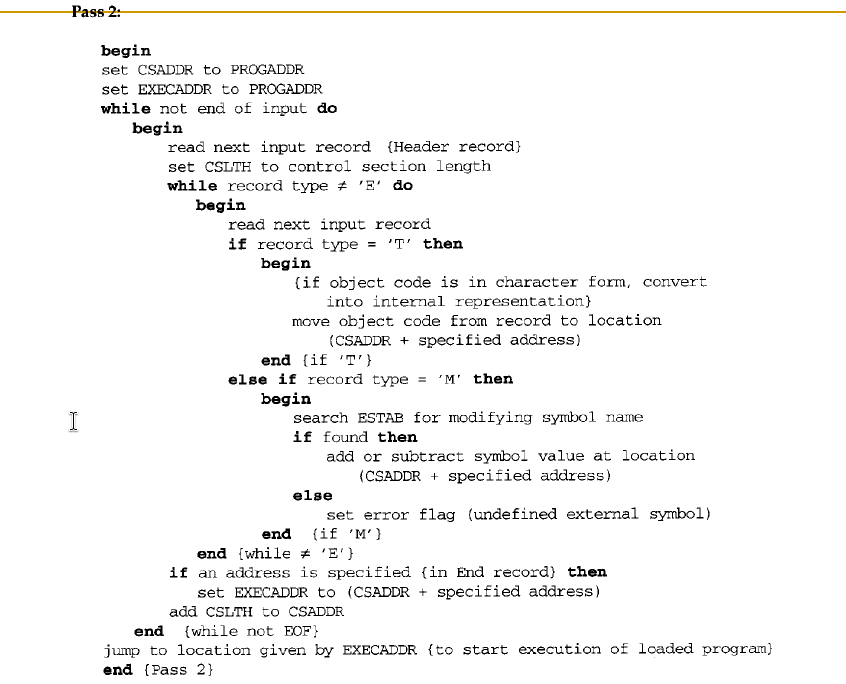 Pass 2:
begin
set CSADDR to PROGADDR
set EXECADDR to PROGADDR
while not end of input do
begin
read next input record {Header record}
set CSLTH to control section length
while record type ≠ 'E' do
begin
read next input record
if record type = 'T' then
begin
{if object code is in character form, convert
into internal representation}
move object code from record to location
(CSADDR + specified address)
end {if 'T'}
else if record type = 'M' then
begin
search ESTAB for modifying symbol name
if found then
add or subtract symbol value at location
(CSADDR + specified address)
else
set error flag (undefined external symbol)
end {if 'M'}
end {while ≠ 'E'}
if an address is specified {in End record} then
set EXECADDR to (CSADDR + specified address)
add CSLTH to CSADDR
end {while not EOF}
jump to location given by EXECADDR {to start execution of loaded program}
end {Pass 2}